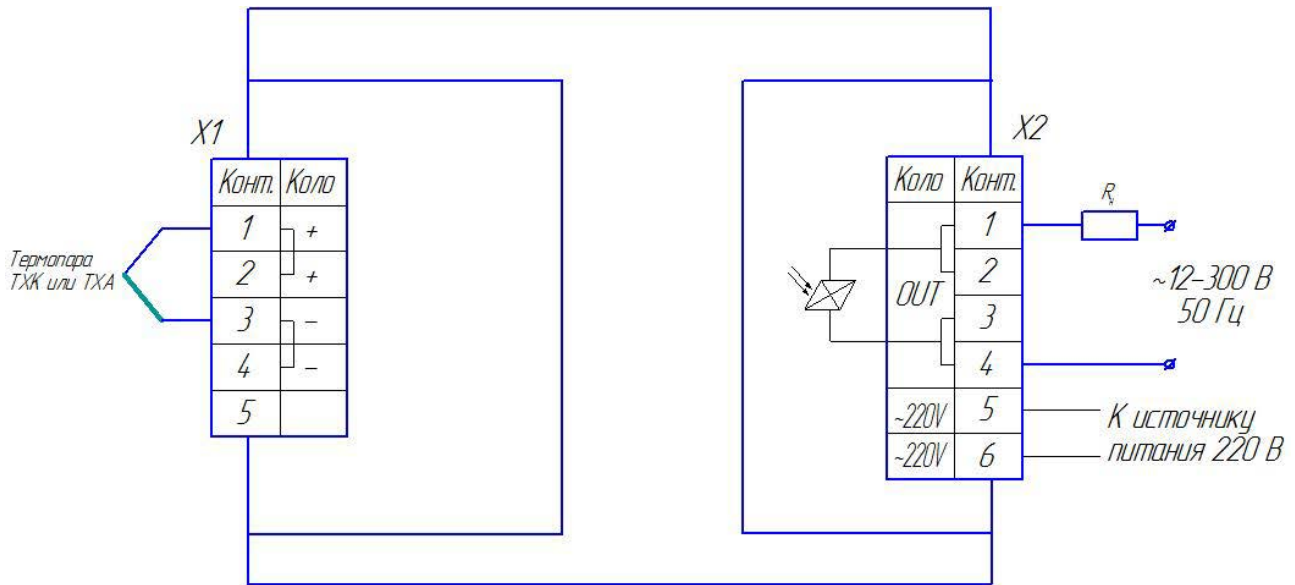 X1
Конт. Коло
1 +
2 +
3 −
4 −
5
Термопара
ТХК или ТХА
X2
Коло Конт.
OUT
1
2
3
4
~220V 5
~220V 6
Rн
~12-300 В
50 Гц
К источнику
питания 220 В